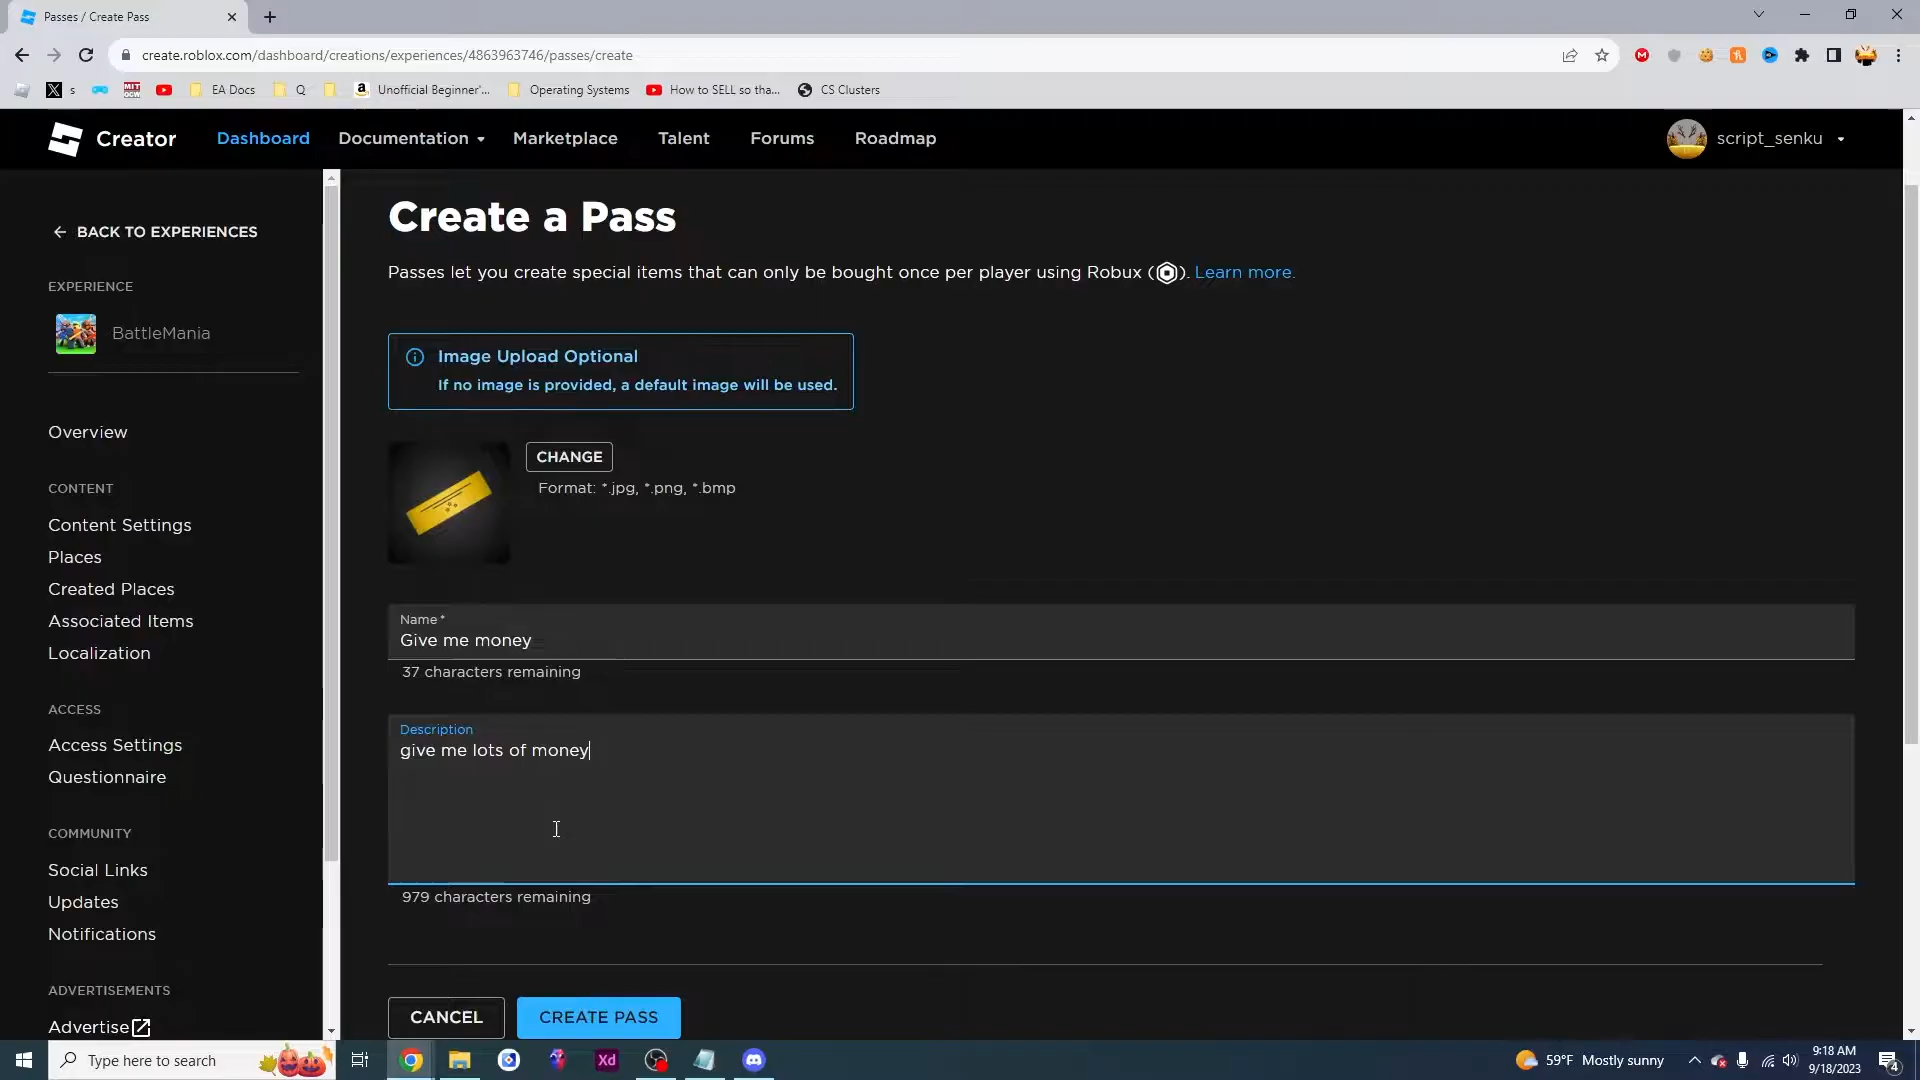 Passes / Create Pass
create.roblox.com/dashboard/creations/experiences/4863963746/passes/create
s
MIT
EA Docs
Q
Unofficial Beginner'...
Operating Systems
How to SELL so tha...
CS Clusters
Creator
Dashboard
Documentation
Marketplace
Talent
Forums
Roadmap
script_senku
BACK TO EXPERIENCES
EXPERIENCE
BattleMania
Overview
CONTENT
Content Settings
Places
Created Places
Associated Items
Localization
ACCESS
Access Settings
Questionnaire
COMMUNITY
Social Links
Updates
Notifications
ADVERTISEMENTS
Advertise
Create a Pass
Passes let you create special items that can only be bought once per player using Robux ( ). Learn more.
Image Upload Optional
If no image is provided, a default image will be used.
CHANGE
Format: *.jpg, *.png, *.bmp
Name *
Give me money
37 characters remaining
Description
give me lots of money
979 characters remaining
CANCEL
CREATE PASS
Type here to search
Xd
59°F Mostly sunny
9:18 AM
9/18/2023
4